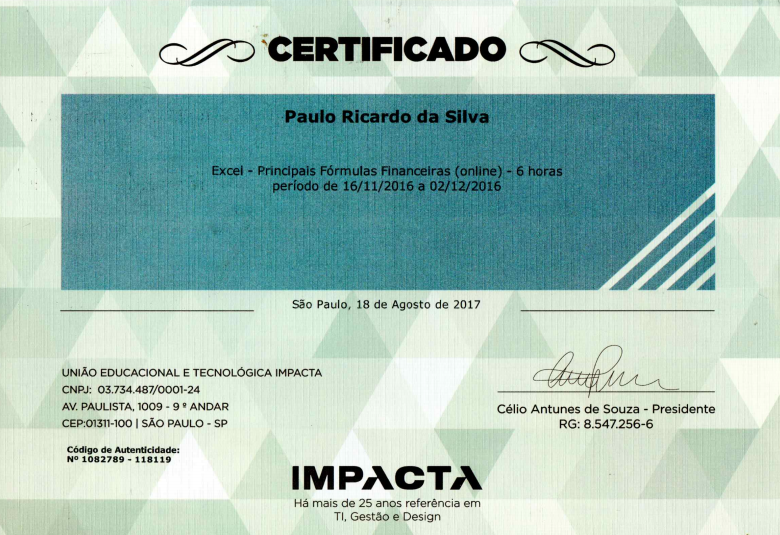 CERTIFICADO
Paulo Ricardo da Silva
Excel - Principais Fórmulas Financeiras (online) - 6 horas
período de 16/11/2016 a 02/12/2016
São Paulo, 18 de Agosto de 2017
UNIÃO EDUCACIONAL E TECNOLÓGICA IMPACTA
CNPJ: 03.734.487/0001-24
AV. PAULISTA, 1009 - 9 º ANDAR
CEP:01311-100 | SÃO PAULO - SP
Célio Antunes de Souza - Presidente
RG: 8.547.256-6
Código de Autenticidade:
Nº 1082789 - 118119
IMPACTA
Há mais de 25 anos referência em
TI, Gestão e Design